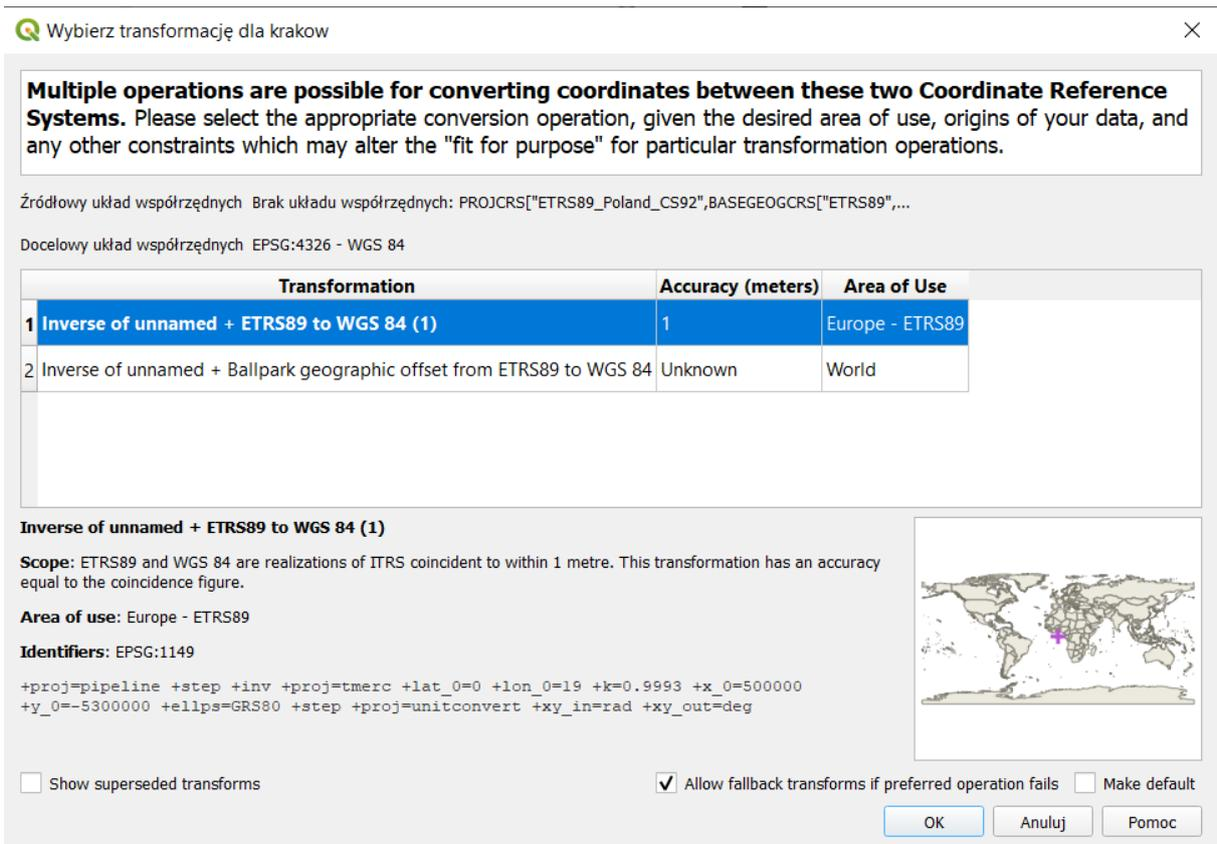 Wybierz transformację dla krakow
Multiple operations are possible for converting coordinates between these two Coordinate Reference
Systems. Please select the appropriate conversion operation, given the desired area of use, origins of your data, and
any other constraints which may alter the "fit for purpose" for particular transformation operations.
Źródłowy układ współrzędnych Brak układu współrzędnych: PROJCRS["ETRS89_Poland_CS92",BASEGEOGCRS["ETRS89",...
Docelowy układ współrzędnych EPSG:4326 - WGS 84
Transformation Accuracy (meters) Area of Use
1 Inverse of unnamed + ETRS89 to WGS 84 (1) 1 Europe - ETRS89
2 Inverse of unnamed + Ballpark geographic offset from ETRS89 to WGS 84 Unknown World
Inverse of unnamed + ETRS89 to WGS 84 (1)
Scope: ETRS89 and WGS 84 are realizations of ITRS coincident to within 1 metre. This transformation has an accuracy
equal to the coincidence figure.
Area of use: Europe - ETRS89
Identifiers: EPSG:1149
+proj=pipeline +step +inv +proj=tmerc +lat_0=0 +lon_0=19 +k=0.9993 +x_0=500000
+y_0=-5300000 +ellps=GRS80 +step +proj=unitconvert +xy_in=rad +xy_out=deg
Show superseded transforms Allow fallback transforms if preferred operation fails Make default
OK Anuluj Pomoc